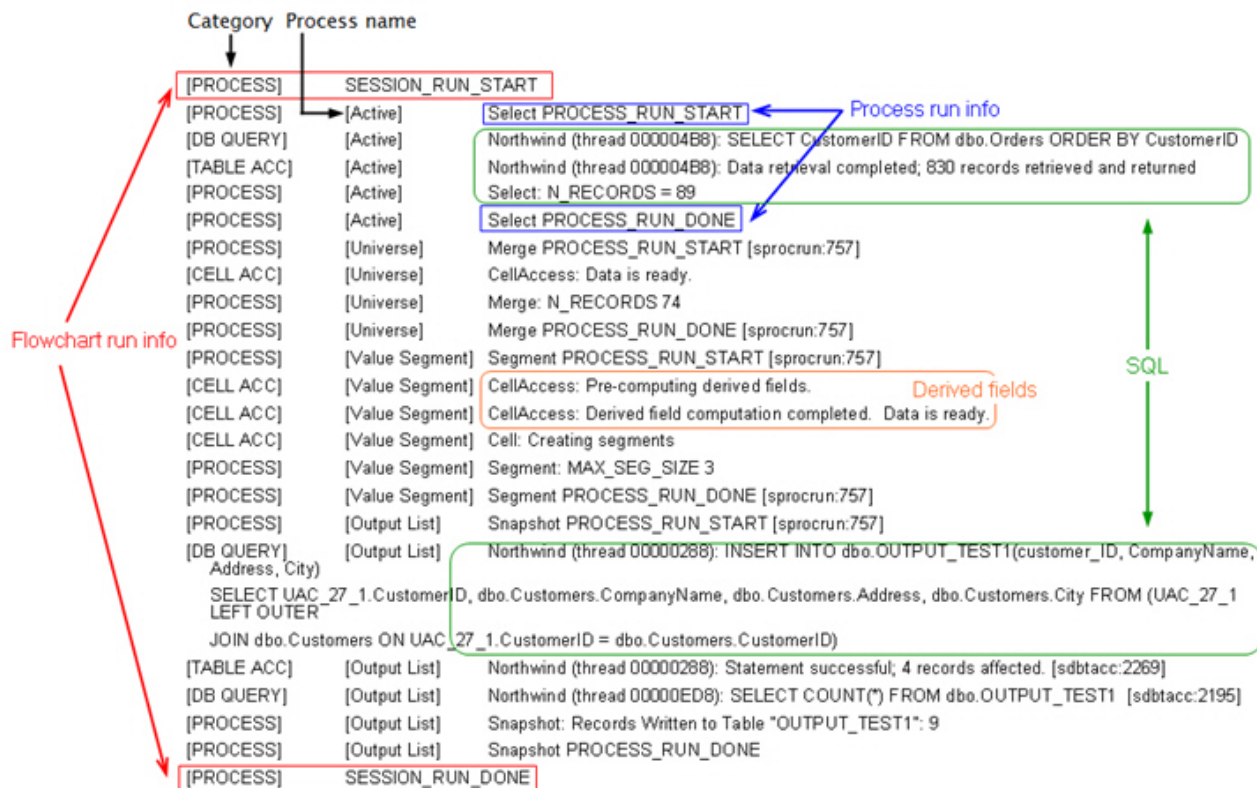 Category Process name
[PROCESS] SESSION_RUN_START
[PROCESS] [Active] Select PROCESS_RUN_START Process run info
[DB QUERY] [Active] Northwind (thread 000004B8): SELECT CustomerID FROM dbo.Orders ORDER BY CustomerID
[TABLE ACC] [Active] Northwind (thread 000004B8): Data retrieval completed; 830 records retrieved and returned
[PROCESS] [Active] Select: N_RECORDS = 89
[PROCESS] [Active] Select PROCESS_RUN_DONE
[PROCESS] [Universe] Merge PROCESS_RUN_START [sprocrun:757]
[CELL ACC] [Universe] CellAccess: Data is ready.
[PROCESS] [Universe] Merge: N_RECORDS 74
[PROCESS] [Universe] Merge PROCESS_RUN_DONE [sprocrun:757]
Flowchart run info
[PROCESS] [Value Segment] Segment PROCESS_RUN_START [sprocrun:757]
SQL
[CELL ACC] [Value Segment] CellAccess: Pre-computing derived fields. Derived fields
[CELL ACC] [Value Segment] CellAccess: Derived field computation completed. Data is ready.
[CELL ACC] [Value Segment] Cell: Creating segments
[PROCESS] [Value Segment] Segment: MAX_SEG_SIZE 3
[PROCESS] [Value Segment] Segment PROCESS_RUN_DONE [sprocrun:757]
[PROCESS] [Output List] Snapshot PROCESS_RUN_START [sprocrun:757]
[DB QUERY] [Output List] Northwind (thread 00000288): INSERT INTO dbo.OUTPUT_TEST1(customer_ID, CompanyName,
Address, City)
SELECT UAC_27_1.CustomerID, dbo.Customers.CompanyName, dbo.Customers.Address, dbo.Customers.City FROM (UAC_27_1
LEFT OUTER
JOIN dbo.Customers ON UAC_27_1.CustomerID = dbo.Customers.CustomerID)
[TABLE ACC] [Output List] Northwind (thread 00000288): Statement successful; 4 records affected. [sdbtacc:2269]
[DB QUERY] [Output List] Northwind (thread 00000ED8): SELECT COUNT(*) FROM dbo.OUTPUT_TEST1 [sdbtacc:2195]
[PROCESS] [Output List] Snapshot: Records Written to Table "OUTPUT_TEST1": 9
[PROCESS] [Output List] Snapshot PROCESS_RUN_DONE
[PROCESS] SESSION_RUN_DONE